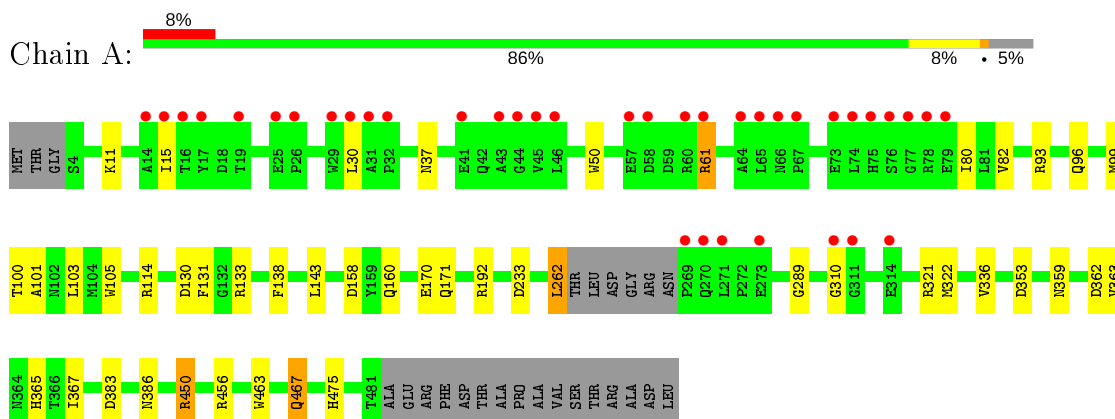 8%
Chain A:
86% 8% • 5%
MET THR GLY S4 K11 A14 I15 T16 Y17 D18 T19 E25 P26 W29 L30 A31 P32 N37 E41 Q42 A43 G44 V45 L46 W50 E57 D58 D59 R60 R61 A64 L65 N66 P67 E73 L74 H75 S76 G77 R78 E79 I80 L81 V82 R93 Q96 M99
T100 A101 N102 L103 M104 W105 R114 D130 F131 G132 R133 F138 L143 D158 Y159 Q160 E170 Q171 R192 D233 L262 THR LEU ASP GLY ARG ASN P269 Q270 L271 P272 E273 G289 G310 G311 E314 R321 M322 V336 D353 N359 D362 V363
N364 H365 T366 I367 D383 N386 R450 R456 W463 Q467 H475 T481 ALA GLU ARG PHE ASP THR ALA PRO ALA VAL SER THR ARG ALA ASP LEU